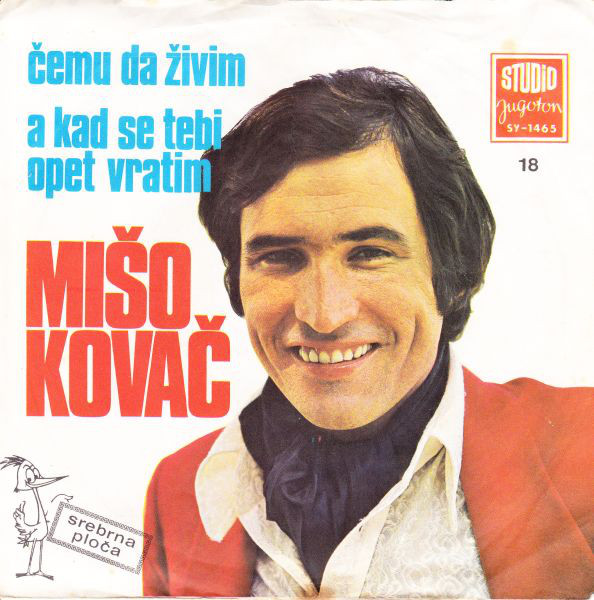 čemu da živim
a kad se tebi
opet vratim
MIŠO
KOVAČ
STUDIO
Jugoton
SY-1465
18
srebrna
ploča